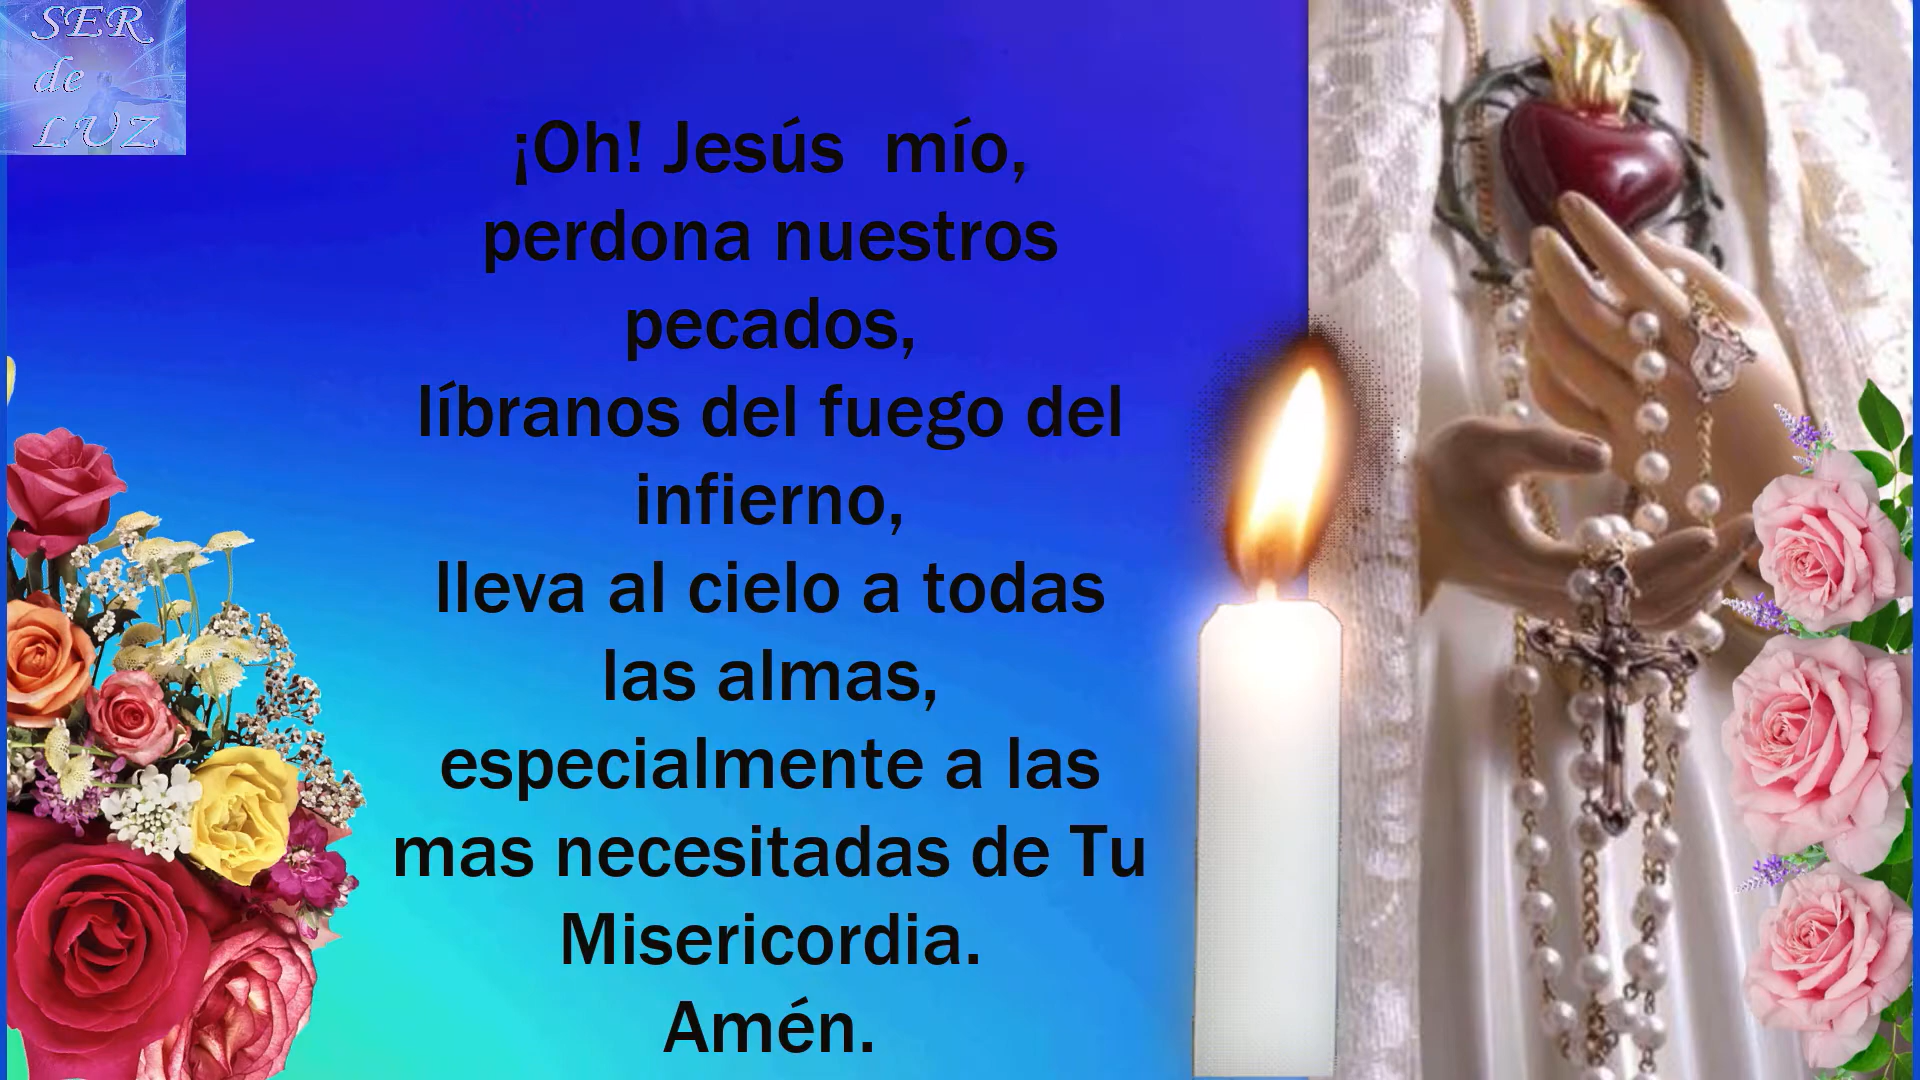 SER
de
LUZ
¡Oh! Jesús  mío,
perdona nuestros
pecados,
líbranos del fuego del
infierno,
lleva al cielo a todas
las almas,
especialmente a las
mas necesitadas de Tu
Misericordia.
Amén.